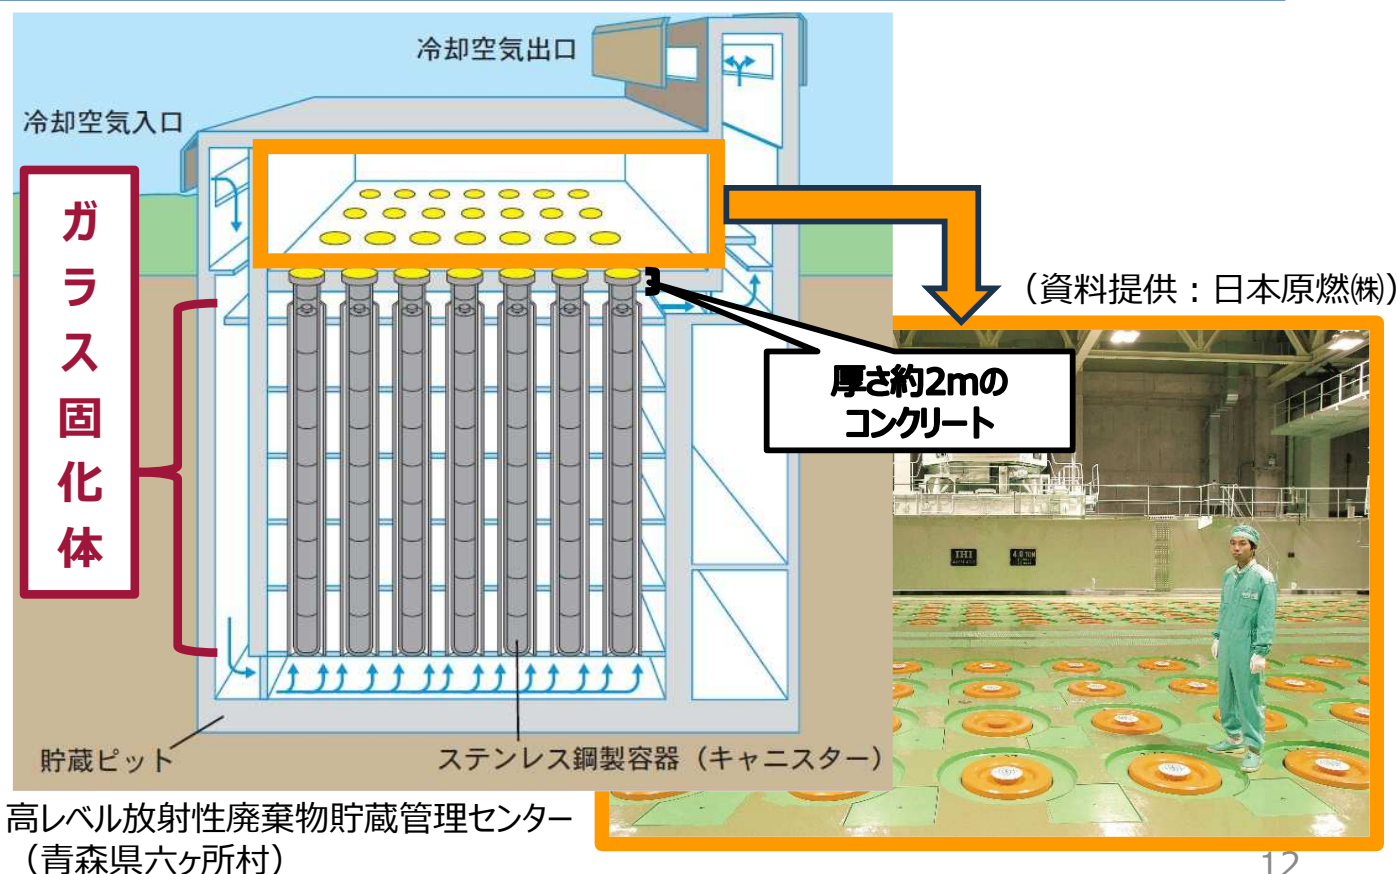 冷却空気出口
冷却空気入口
ガラス固化体
（資料提供：日本原燃㈱）
厚さ約2mの
コンクリート
IHI
4.0 TON
貯蔵ピット
ステンレス鋼製容器（キャニスター）
高レベル放射性廃棄物貯蔵管理センター
（青森県六ヶ所村）
12